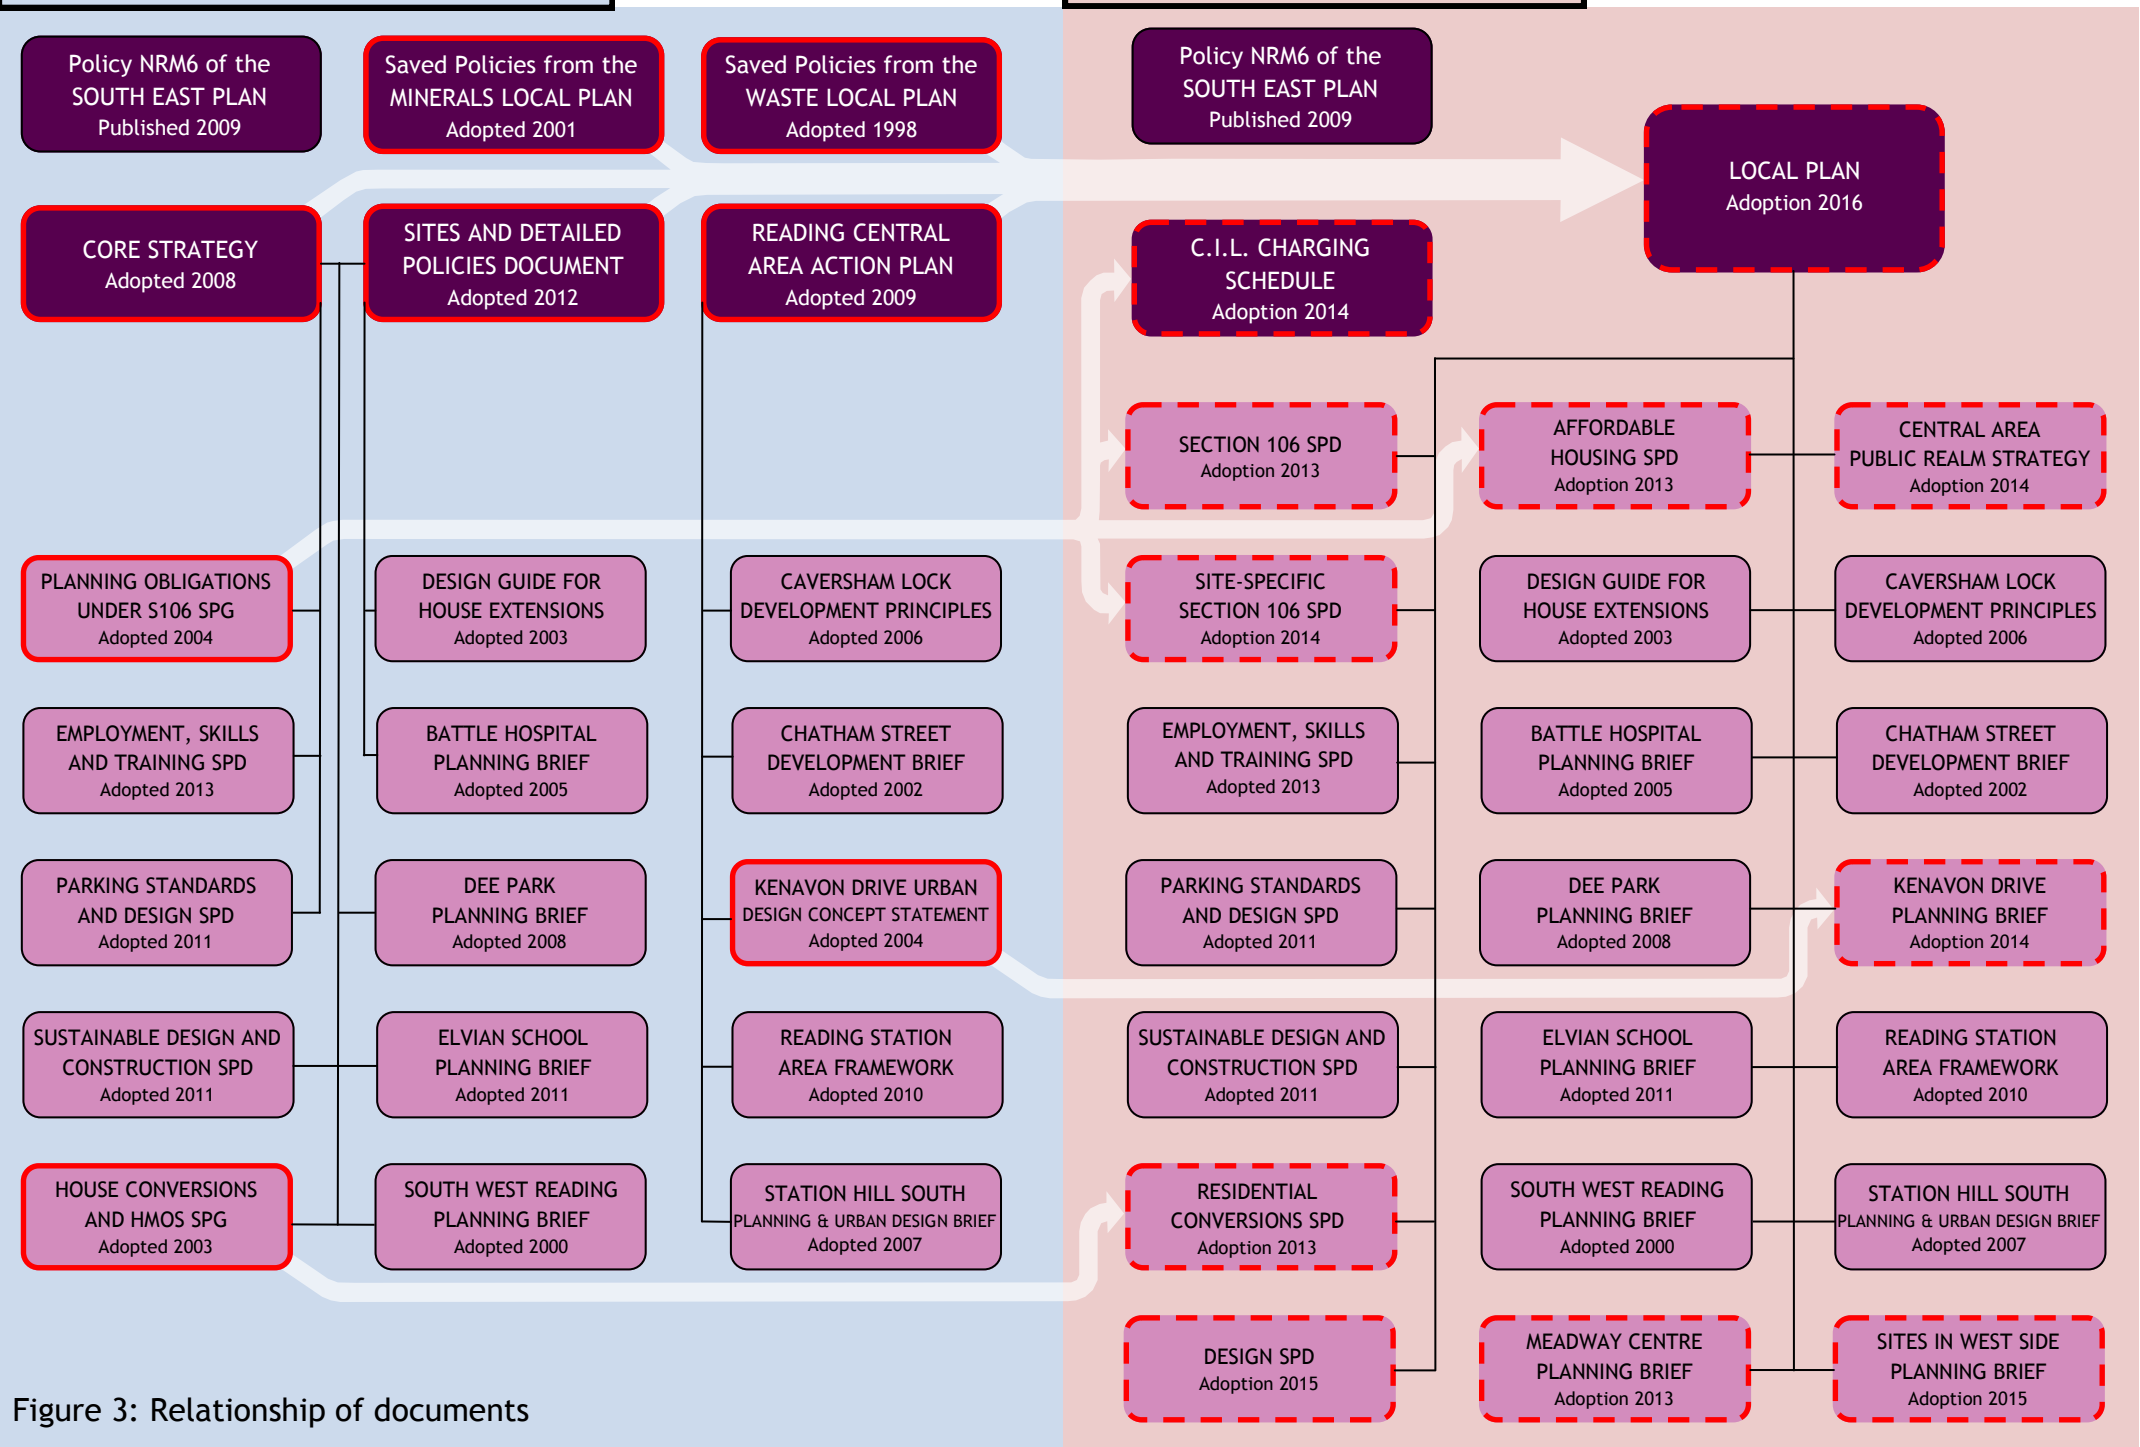 Policy NRM6 of the
SOUTH EAST PLAN
Published 2009
Saved Policies from the
MINERALS LOCAL PLAN
Adopted 2001
Saved Policies from the
WASTE LOCAL PLAN
Adopted 1998
CORE STRATEGY
Adopted 2008
SITES AND DETAILED
POLICIES DOCUMENT
Adopted 2012
READING CENTRAL
AREA ACTION PLAN
Adopted 2009
PLANNING OBLIGATIONS
UNDER S106 SPG
Adopted 2004
DESIGN GUIDE FOR
HOUSE EXTENSIONS
Adopted 2003
CAVERSHAM LOCK
DEVELOPMENT PRINCIPLES
Adopted 2006
EMPLOYMENT, SKILLS
AND TRAINING SPD
Adopted 2013
BATTLE HOSPITAL
PLANNING BRIEF
Adopted 2005
CHATHAM STREET
DEVELOPMENT BRIEF
Adopted 2002
PARKING STANDARDS
AND DESIGN SPD
Adopted 2011
DEE PARK
PLANNING BRIEF
Adopted 2008
KENAVON DRIVE URBAN
DESIGN CONCEPT STATEMENT
Adopted 2004
SUSTAINABLE DESIGN AND
CONSTRUCTION SPD
Adopted 2011
ELVIAN SCHOOL
PLANNING BRIEF
Adopted 2011
READING STATION
AREA FRAMEWORK
Adopted 2010
HOUSE CONVERSIONS
AND HMOS SPG
Adopted 2003
SOUTH WEST READING
PLANNING BRIEF
Adopted 2000
STATION HILL SOUTH
PLANNING & URBAN DESIGN BRIEF
Adopted 2007
Policy NRM6 of the
SOUTH EAST PLAN
Published 2009
LOCAL PLAN
Adoption 2016
C.I.L. CHARGING
SCHEDULE
Adoption 2014
SECTION 106 SPD
Adoption 2013
AFFORDABLE
HOUSING SPD
Adoption 2013
CENTRAL AREA
PUBLIC REALM STRATEGY
Adoption 2014
SITE-SPECIFIC
SECTION 106 SPD
Adoption 2014
DESIGN GUIDE FOR
HOUSE EXTENSIONS
Adopted 2003
CAVERSHAM LOCK
DEVELOPMENT PRINCIPLES
Adopted 2006
EMPLOYMENT, SKILLS
AND TRAINING SPD
Adopted 2013
BATTLE HOSPITAL
PLANNING BRIEF
Adopted 2005
CHATHAM STREET
DEVELOPMENT BRIEF
Adopted 2002
PARKING STANDARDS
AND DESIGN SPD
Adopted 2011
DEE PARK
PLANNING BRIEF
Adopted 2008
KENAVON DRIVE
PLANNING BRIEF
Adoption 2014
SUSTAINABLE DESIGN AND
CONSTRUCTION SPD
Adopted 2011
ELVIAN SCHOOL
PLANNING BRIEF
Adopted 2011
READING STATION
AREA FRAMEWORK
Adopted 2010
RESIDENTIAL
CONVERSIONS SPD
Adoption 2013
SOUTH WEST READING
PLANNING BRIEF
Adopted 2000
STATION HILL SOUTH
PLANNING & URBAN DESIGN BRIEF
Adopted 2007
DESIGN SPD
Adoption 2015
MEADWAY CENTRE
PLANNING BRIEF
Adoption 2013
SITES IN WEST SIDE
PLANNING BRIEF
Adoption 2015
Figure 3: Relationship of documents